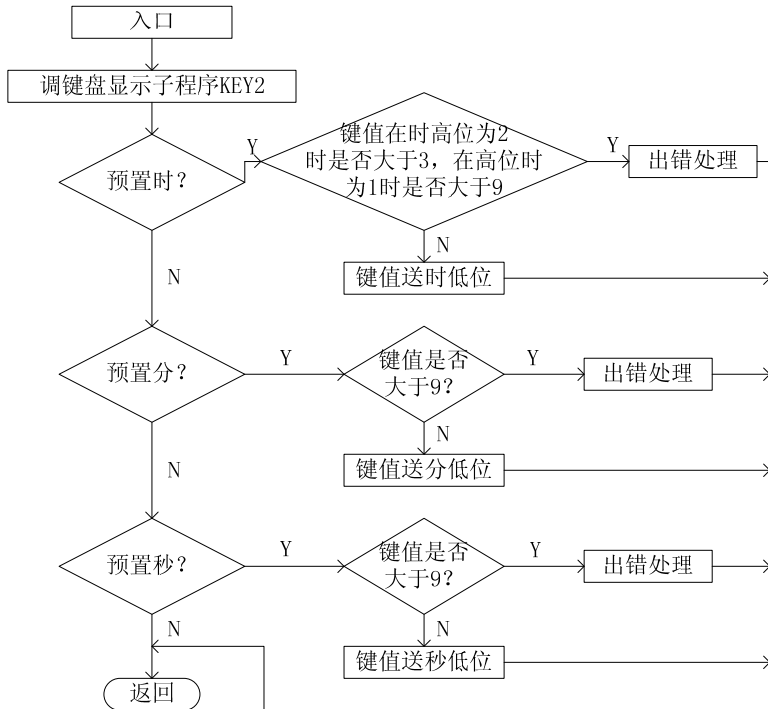 入口
调键盘显示子程序KEY2
预置时?
Y
键值在时高位为2
时是否大于3，在高位时
为1时是否大于9
Y
出错处理
N
N
键值送时低位
预置分?
Y
键值是否
大于9?
Y
出错处理
N
N
键值送分低位
预置秒?
Y
键值是否
大于9?
Y
出错处理
N
N
键值送秒低位
返回